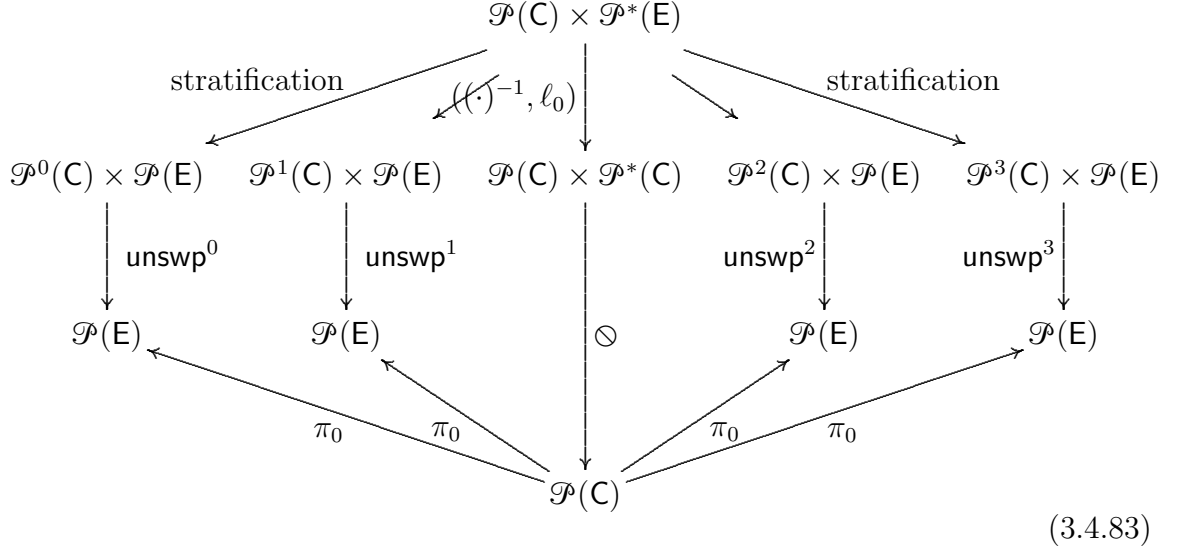 𝒫(C) × 𝒫*(E)
stratification stratification
((·)⁻¹, ℓ₀)
𝒫⁰(C) × 𝒫(E) 𝒫¹(C) × 𝒫(E) 𝒫(C) × 𝒫*(C) 𝒫²(C) × 𝒫(E) 𝒫³(C) × 𝒫(E)
unswp⁰ unswp¹ unswp² unswp³
𝒫(E) 𝒫(E) ⦸ 𝒫(E) 𝒫(E)
π₀ π₀ π₀ π₀
𝒫(C)
(3.4.83)